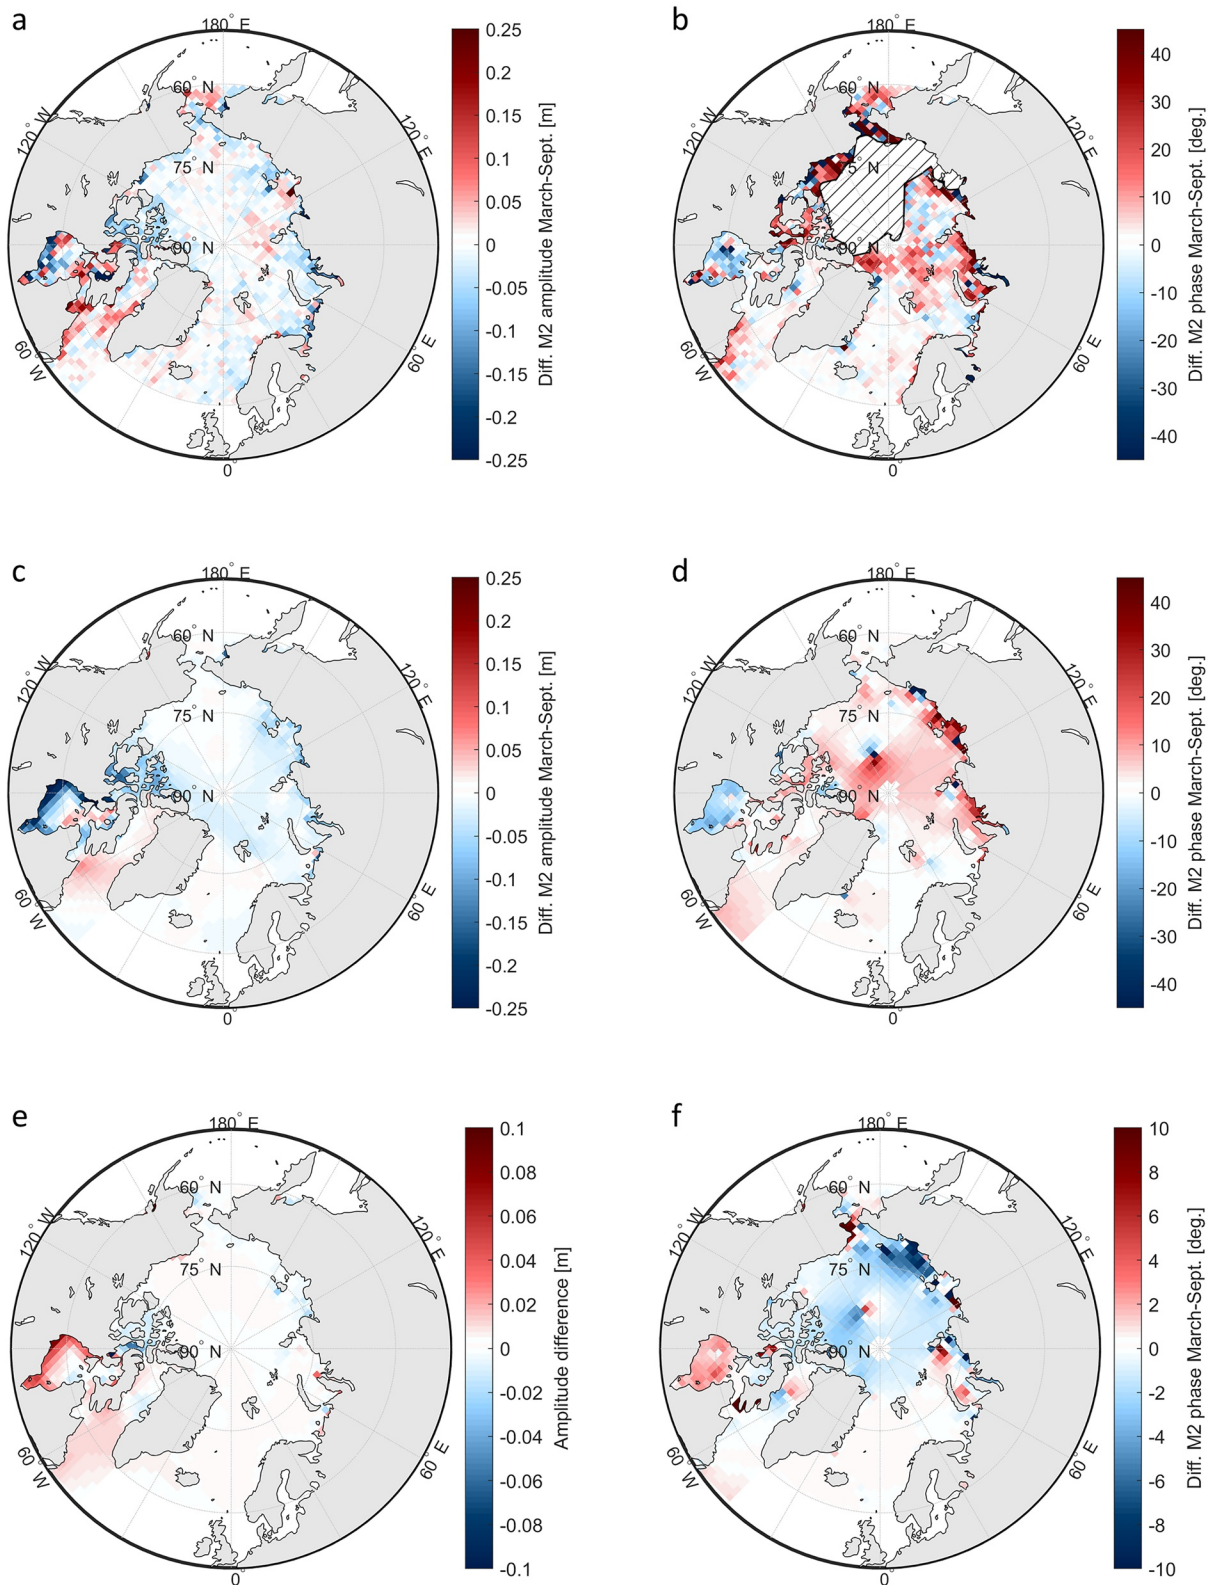 a
180° E
60° N
75° N
90° N
120° W
120° E
60° W
60° E
0°
0.25
0.2
0.15
0.1
0.05
0
-0.05
-0.1
-0.15
-0.2
-0.25
Diff. M2 amplitude March-Sept. [m]
b
180° E
60° N
75° N
90° N
120° W
120° E
60° W
60° E
0°
40
30
20
10
0
-10
-20
-30
-40
Diff. M2 phase March-Sept. [deg.]
c
180° E
60° N
75° N
90° N
120° W
120° E
60° W
60° E
0°
0.25
0.2
0.15
0.1
0.05
0
-0.05
-0.1
-0.15
-0.2
-0.25
Diff. M2 amplitude March-Sept. [m]
d
180° E
60° N
75° N
90° N
120° W
120° E
60° W
60° E
0°
40
30
20
10
0
-10
-20
-30
-40
Diff. M2 phase March-Sept. [deg.]
e
180° E
60° N
75° N
90° N
120° W
120° E
60° W
60° E
0°
0.1
0.08
0.06
0.04
0.02
0
-0.02
-0.04
-0.06
-0.08
-0.1
Amplitude difference [m]
f
180° E
60° N
75° N
90° N
120° W
120° E
60° W
60° E
0°
10
8
6
4
2
0
-2
-4
-6
-8
-10
Diff. M2 phase March-Sept. [deg.]